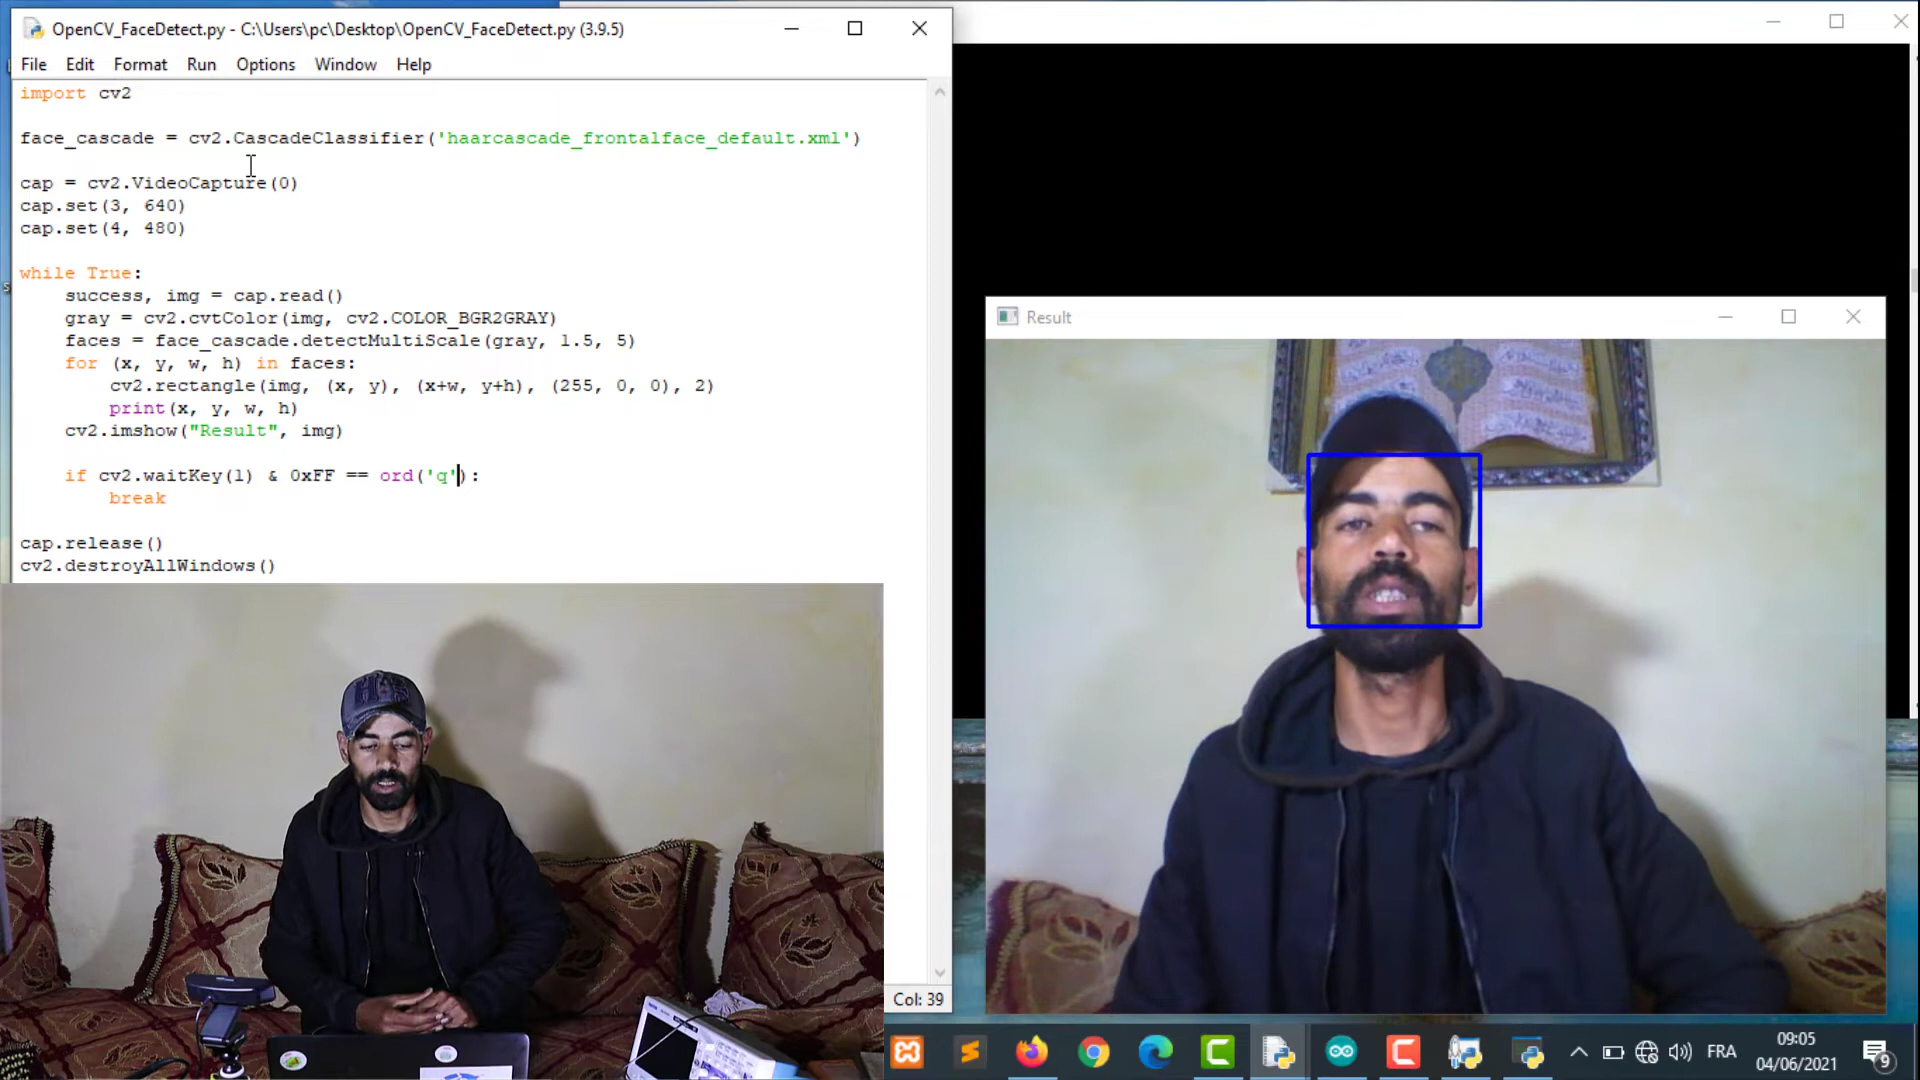 OpenCV_FaceDetect.py - C:\Users\pc\Desktop\OpenCV_FaceDetect.py (3.9.5)
File Edit Format Run Options Window Help
import cv2
face_cascade = cv2.CascadeClassifier('haarcascade_frontalface_default.xml')
cap = cv2.VideoCapture(0)
cap.set(3, 640)
cap.set(4, 480)
while True:
    success, img = cap.read()
    gray = cv2.cvtColor(img, cv2.COLOR_BGR2GRAY)
    faces = face_cascade.detectMultiScale(gray, 1.5, 5)
    for (x, y, w, h) in faces:
        cv2.rectangle(img, (x, y), (x+w, y+h), (255, 0, 0), 2)
        print(x, y, w, h)
    cv2.imshow("Result", img)
    if cv2.waitKey(1) & 0xFF == ord('q'):
        break
cap.release()
cv2.destroyAllWindows()
Col: 39
Result
FRA
09:05
04/06/2021
9